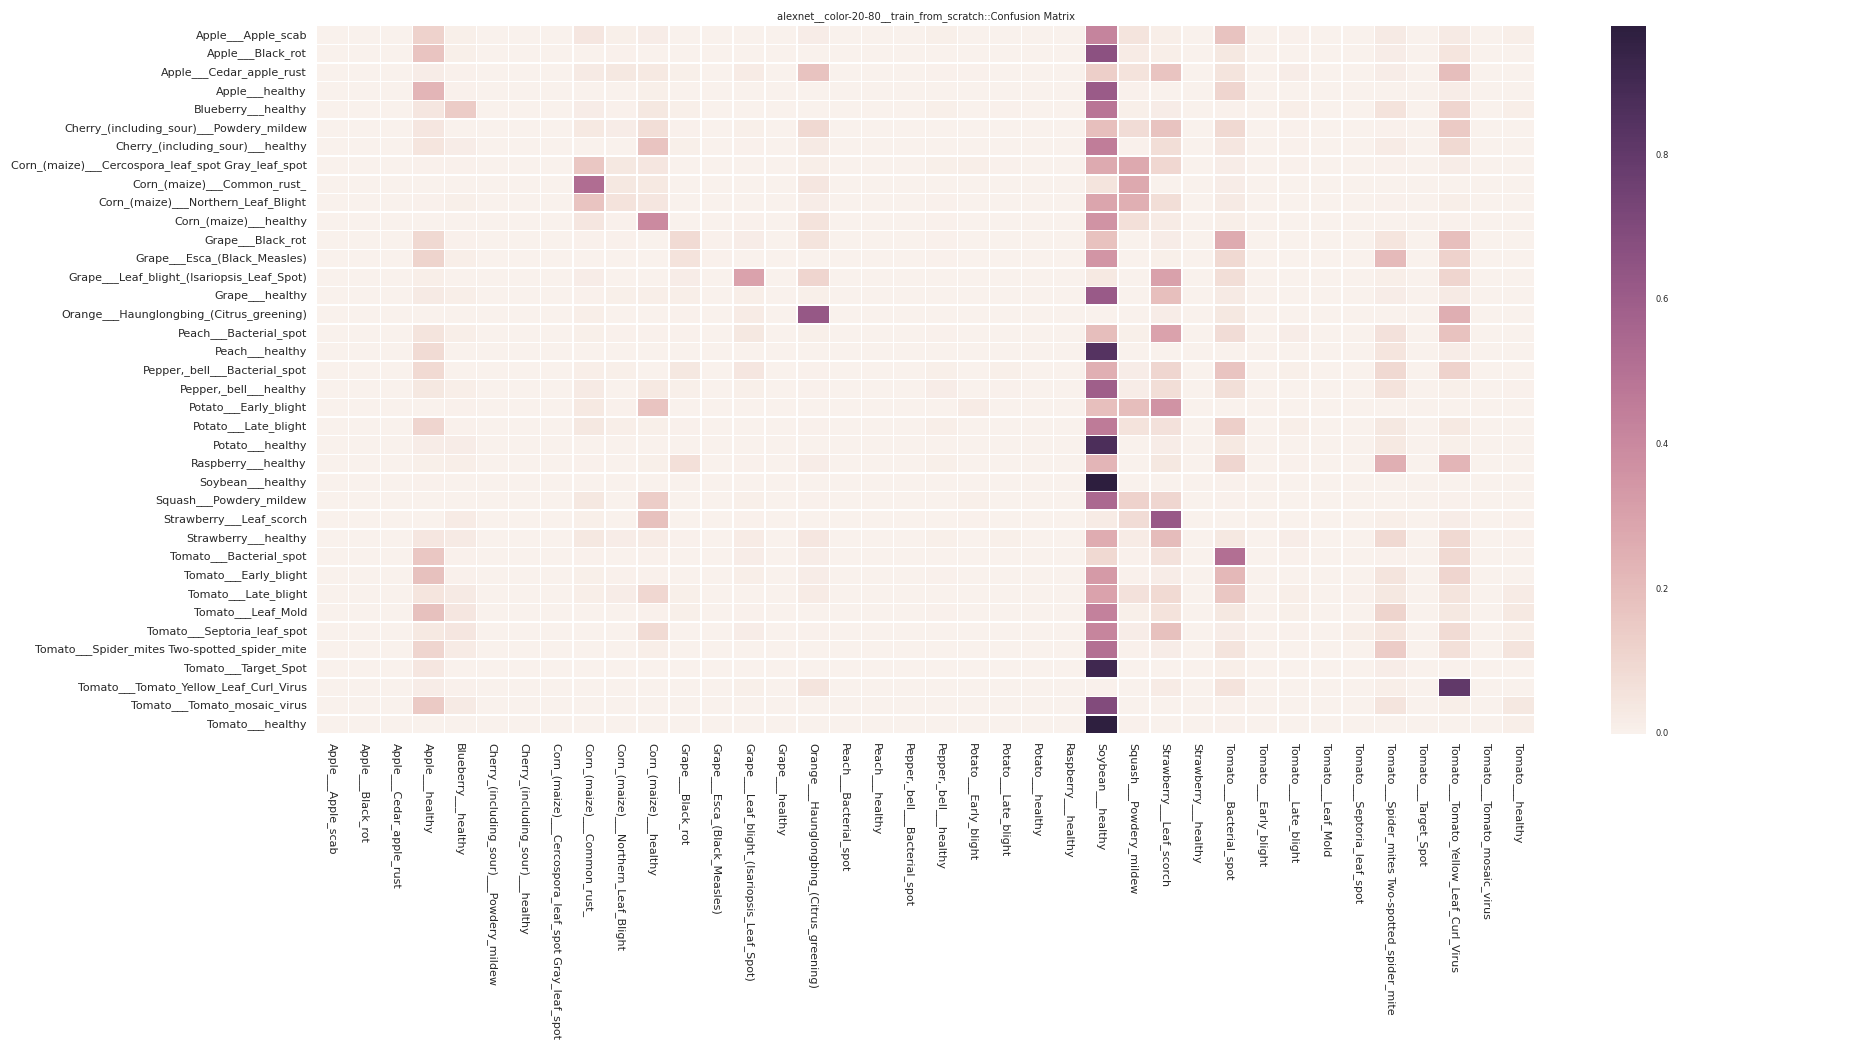 alexnet__color-20-80__train_from_scratch::Confusion Matrix
Apple___Apple_scab
Apple___Black_rot
Apple___Cedar_apple_rust
Apple___healthy
Blueberry___healthy
Cherry_(including_sour)___Powdery_mildew
Cherry_(including_sour)___healthy
Corn_(maize)___Cercospora_leaf_spot Gray_leaf_spot
Corn_(maize)___Common_rust_
Corn_(maize)___Northern_Leaf_Blight
Corn_(maize)___healthy
Grape___Black_rot
Grape___Esca_(Black_Measles)
Grape___Leaf_blight_(Isariopsis_Leaf_Spot)
Grape___healthy
Orange___Haunglongbing_(Citrus_greening)
Peach___Bacterial_spot
Peach___healthy
Pepper,_bell___Bacterial_spot
Pepper,_bell___healthy
Potato___Early_blight
Potato___Late_blight
Potato___healthy
Raspberry___healthy
Soybean___healthy
Squash___Powdery_mildew
Strawberry___Leaf_scorch
Strawberry___healthy
Tomato___Bacterial_spot
Tomato___Early_blight
Tomato___Late_blight
Tomato___Leaf_Mold
Tomato___Septoria_leaf_spot
Tomato___Spider_mites Two-spotted_spider_mite
Tomato___Target_Spot
Tomato___Tomato_Yellow_Leaf_Curl_Virus
Tomato___Tomato_mosaic_virus
Tomato___healthy
Apple___Apple_scab
Apple___Black_rot
Apple___Cedar_apple_rust
Apple___healthy
Blueberry___healthy
Cherry_(including_sour)___Powdery_mildew
Cherry_(including_sour)___healthy
Corn_(maize)___Cercospora_leaf_spot Gray_leaf_spot
Corn_(maize)___Common_rust_
Corn_(maize)___Northern_Leaf_Blight
Corn_(maize)___healthy
Grape___Black_rot
Grape___Esca_(Black_Measles)
Grape___Leaf_blight_(Isariopsis_Leaf_Spot)
Grape___healthy
Orange___Haunglongbing_(Citrus_greening)
Peach___Bacterial_spot
Peach___healthy
Pepper,_bell___Bacterial_spot
Pepper,_bell___healthy
Potato___Early_blight
Potato___Late_blight
Potato___healthy
Raspberry___healthy
Soybean___healthy
Squash___Powdery_mildew
Strawberry___Leaf_scorch
Strawberry___healthy
Tomato___Bacterial_spot
Tomato___Early_blight
Tomato___Late_blight
Tomato___Leaf_Mold
Tomato___Septoria_leaf_spot
Tomato___Spider_mites Two-spotted_spider_mite
Tomato___Target_Spot
Tomato___Tomato_Yellow_Leaf_Curl_Virus
Tomato___Tomato_mosaic_virus
Tomato___healthy
0.8
0.6
0.4
0.2
0.0